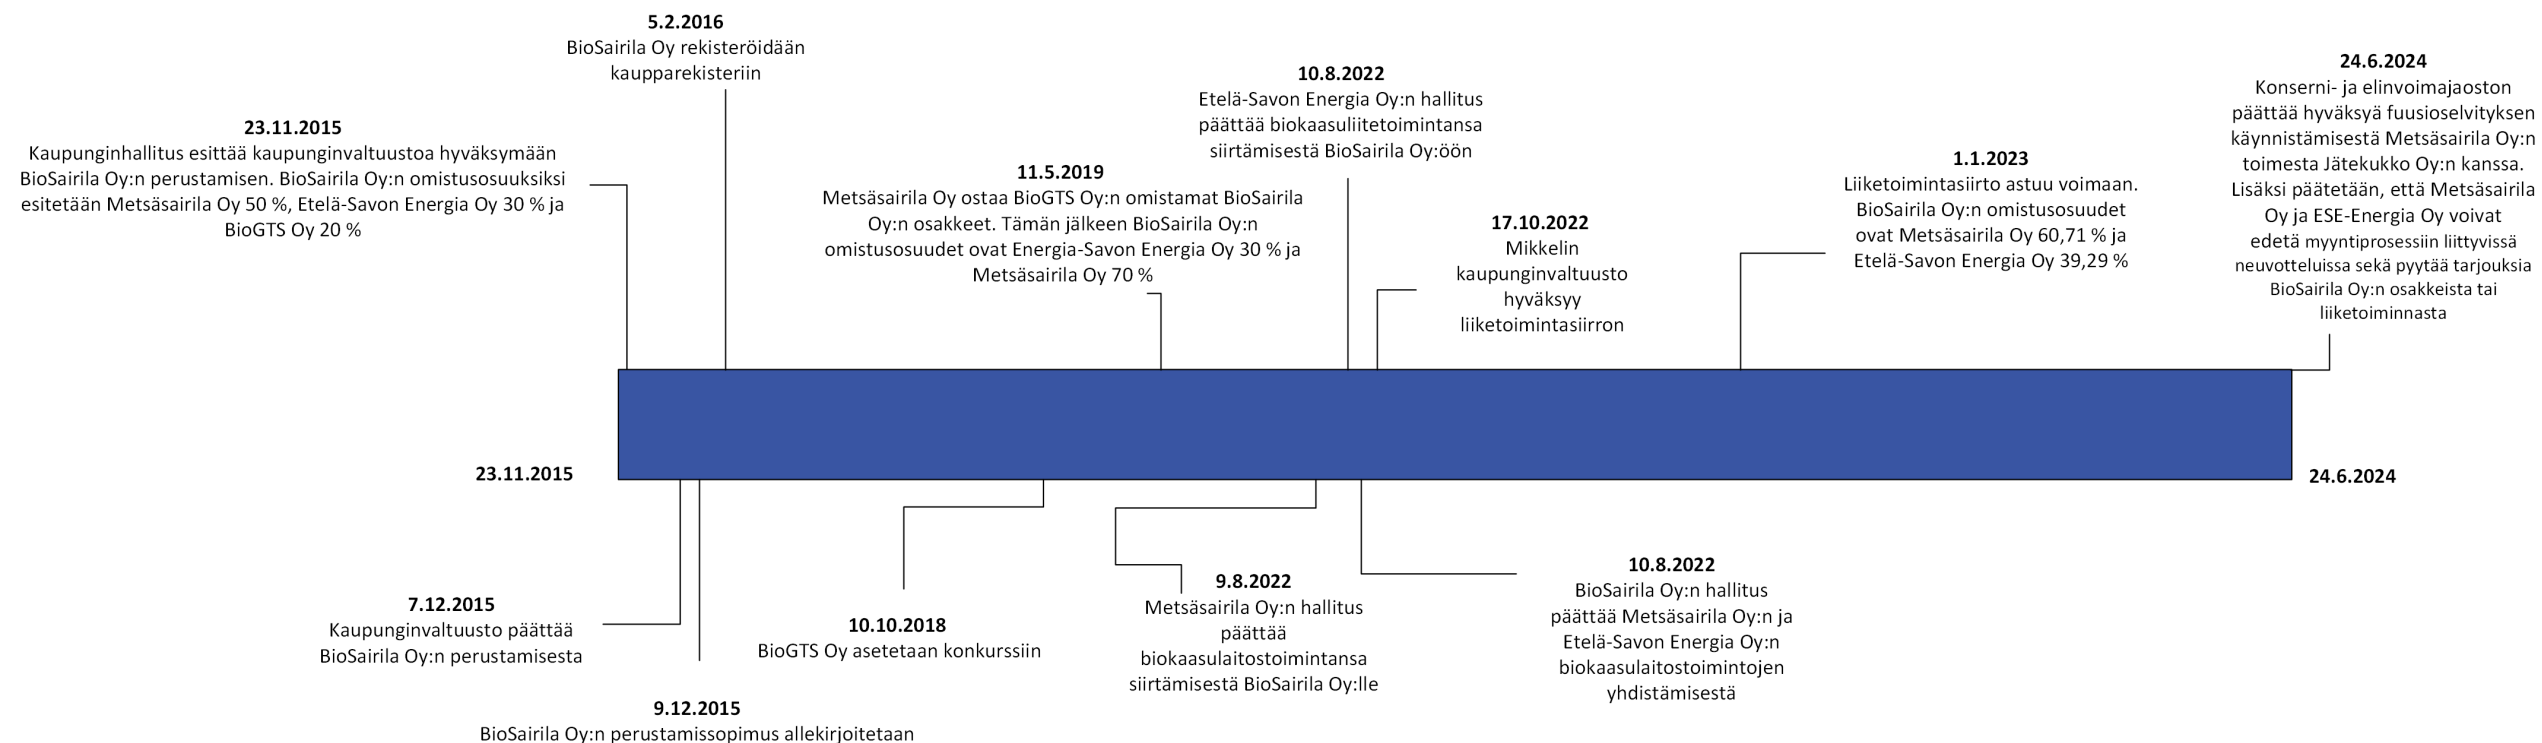 5.2.2016
BioSairila Oy rekisteröidään
kaupparekisteriin
23.11.2015
Kaupunginhallitus esittää kaupunginvaltuustoa hyväksymään
BioSairila Oy:n perustamisen. BioSairila Oy:n omistusosuuksiksi
esitetään Metsäsairila Oy 50 %, Etelä-Savon Energia Oy 30 % ja
BioGTS Oy 20 %
11.5.2019
Metsäsairila Oy ostaa BioGTS Oy:n omistamat BioSairila
Oy:n osakkeet. Tämän jälkeen BioSairila Oy:n
omistusosuudet ovat Energia-Savon Energia Oy 30 % ja
Metsäsairila Oy 70 %
10.8.2022
Etelä-Savon Energia Oy:n hallitus
päättää biokaasuliitetoimintansa
siirtämisestä BioSairila Oy:öön
17.10.2022
Mikkelin
kaupunginvaltuusto
hyväksyy
liiketoimintasiirron
1.1.2023
Liiketoimintasiirto astuu voimaan.
BioSairila Oy:n omistusosuudet
ovat Metsäsairila Oy 60,71 % ja
Etelä-Savon Energia Oy 39,29 %
24.6.2024
Konserni- ja elinvoimajaoston
päättää hyväksyä fuusioselvityksen
käynnistämisestä Metsäsairila Oy:n
toimesta Jätekukko Oy:n kanssa.
Lisäksi päätetään, että Metsäsairila
Oy ja ESE-Energia Oy voivat
edetä myyntiprosessiin liittyvissä
neuvotteluissa sekä pyytää tarjouksia
BioSairila Oy:n osakkeista tai
liiketoiminnasta
23.11.2015
24.6.2024
7.12.2015
Kaupunginvaltuusto päättää
BioSairila Oy:n perustamisesta
9.12.2015
BioSairila Oy:n perustamissopimus allekirjoitetaan
10.10.2018
BioGTS Oy asetetaan konkurssiin
9.8.2022
Metsäsairila Oy:n hallitus
päättää
biokaasulaitostoimintansa
siirtämisestä BioSairila Oy:lle
10.8.2022
BioSairila Oy:n hallitus
päättää Metsäsairila Oy:n ja
Etelä-Savon Energia Oy:n
biokaasulaitostoimintojen
yhdistämisestä